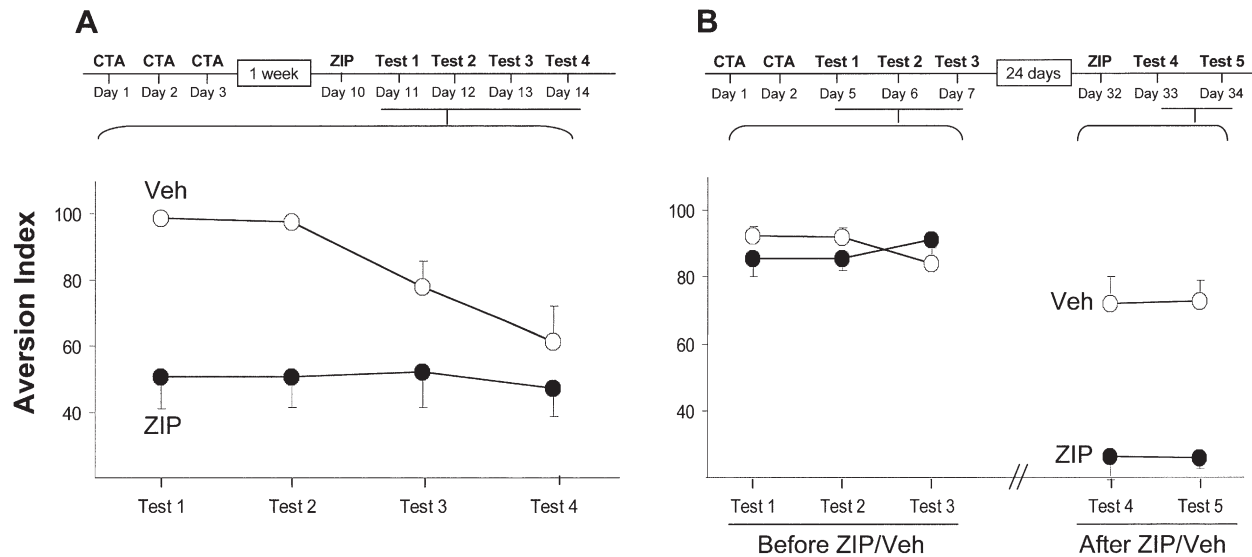 A
CTA CTA CTA 1 week ZIP Test 1 Test 2 Test 3 Test 4
Day 1 Day 2 Day 3 Day 10 Day 11 Day 12 Day 13 Day 14
Aversion Index
100
80
60
40
Veh
ZIP
Test 1 Test 2 Test 3 Test 4
B
CTA CTA Test 1 Test 2 Test 3 24 days ZIP Test 4 Test 5
Day 1 Day 2 Day 5 Day 6 Day 7 Day 32 Day 33 Day 34
100
80
60
40
Veh
ZIP
Test 1 Test 2 Test 3 Test 4 Test 5
Before ZIP/Veh After ZIP/Veh